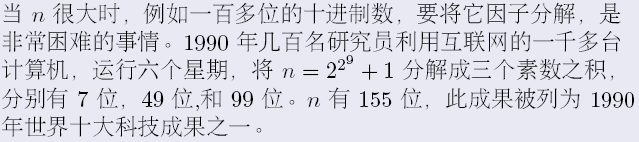 当 n 很大时，例如一百多位的十进制数，要将它因子分解，是
非常困难的事情。1990 年几百名研究员利用互联网的一千多台
计算机，运行六个星期，将 n = 2^{2^9} + 1 分解成三个素数之积，
分别有 7 位，49 位,和 99 位。n 有 155 位，此成果被列为 1990
年世界十大科技成果之一。